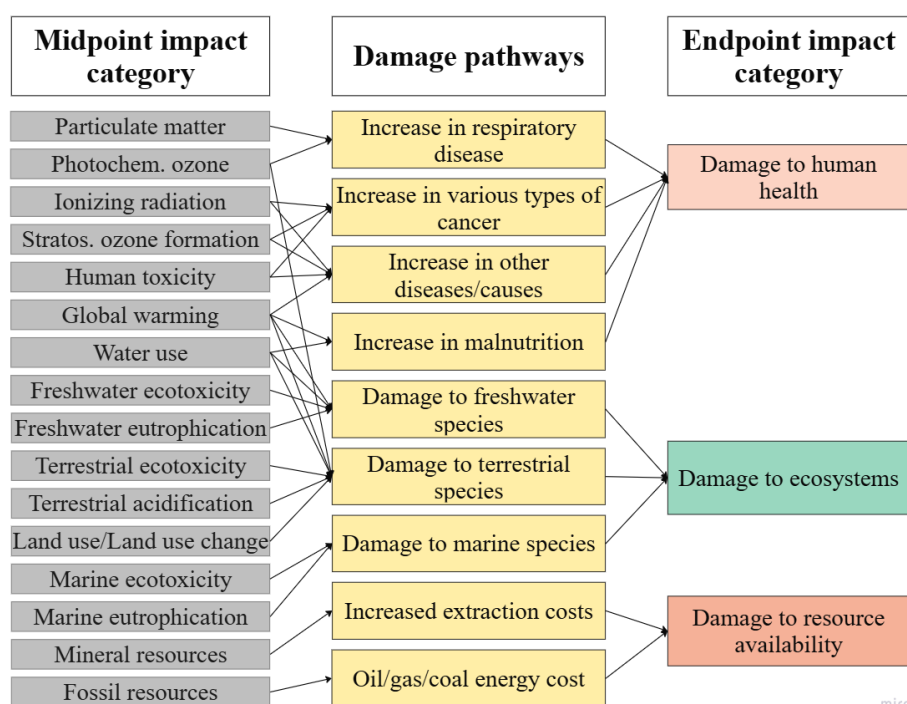 Midpoint impact
category
Damage pathways
Endpoint impact
category
Particulate matter
Photochem. ozone
Ionizing radiation
Stratos. ozone formation
Human toxicity
Global warming
Water use
Freshwater ecotoxicity
Freshwater eutrophication
Terrestrial ecotoxicity
Terrestrial acidification
Land use/Land use change
Marine ecotoxicity
Marine eutrophication
Mineral resources
Fossil resources
Increase in respiratory
disease
Increase in various types of
cancer
Increase in other
diseases/causes
Increase in malnutrition
Damage to freshwater
species
Damage to terrestrial
species
Damage to marine species
Increased extraction costs
Oil/gas/coal energy cost
Damage to human
health
Damage to ecosystems
Damage to resource
availability